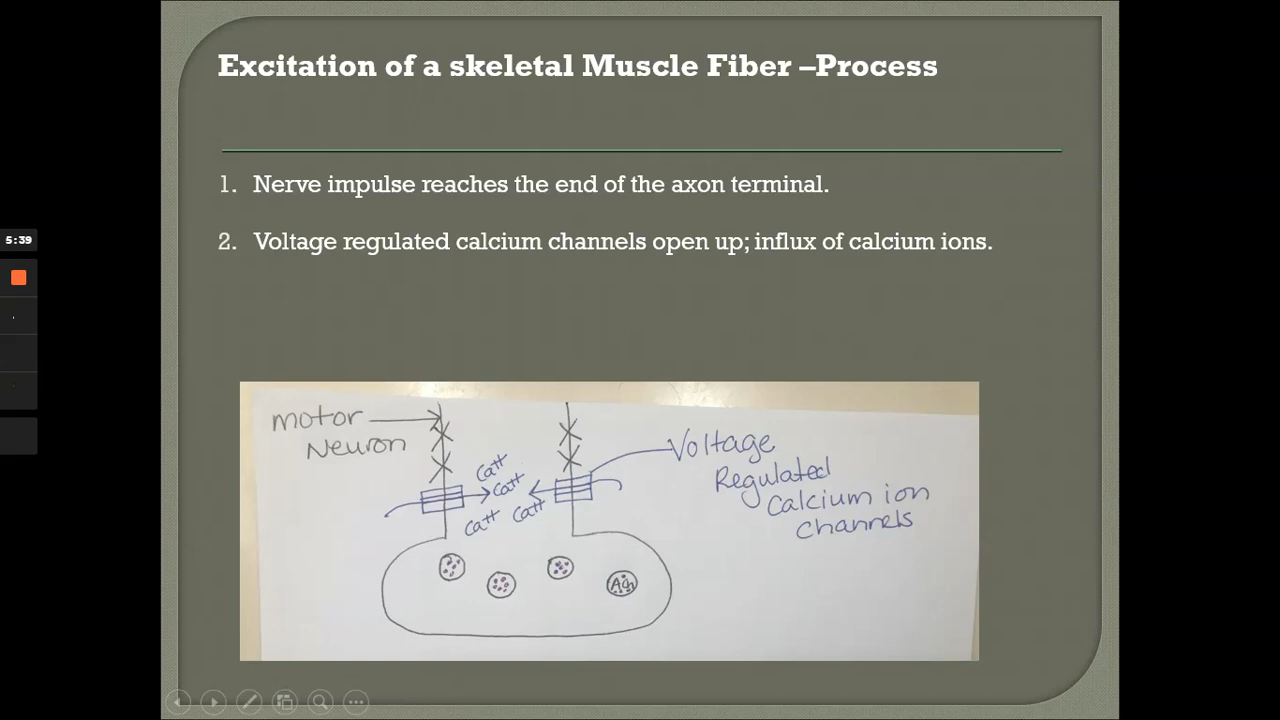 Excitation of a skeletal Muscle Fiber –Process
1. Nerve impulse reaches the end of the axon terminal.
2. Voltage regulated calcium channels open up; influx of calcium ions.
5:39
motor
Neuron
Voltage
Regulated
Calcium ion
Channels
Ca++
Ca++
Ca++
Ca++
ACh